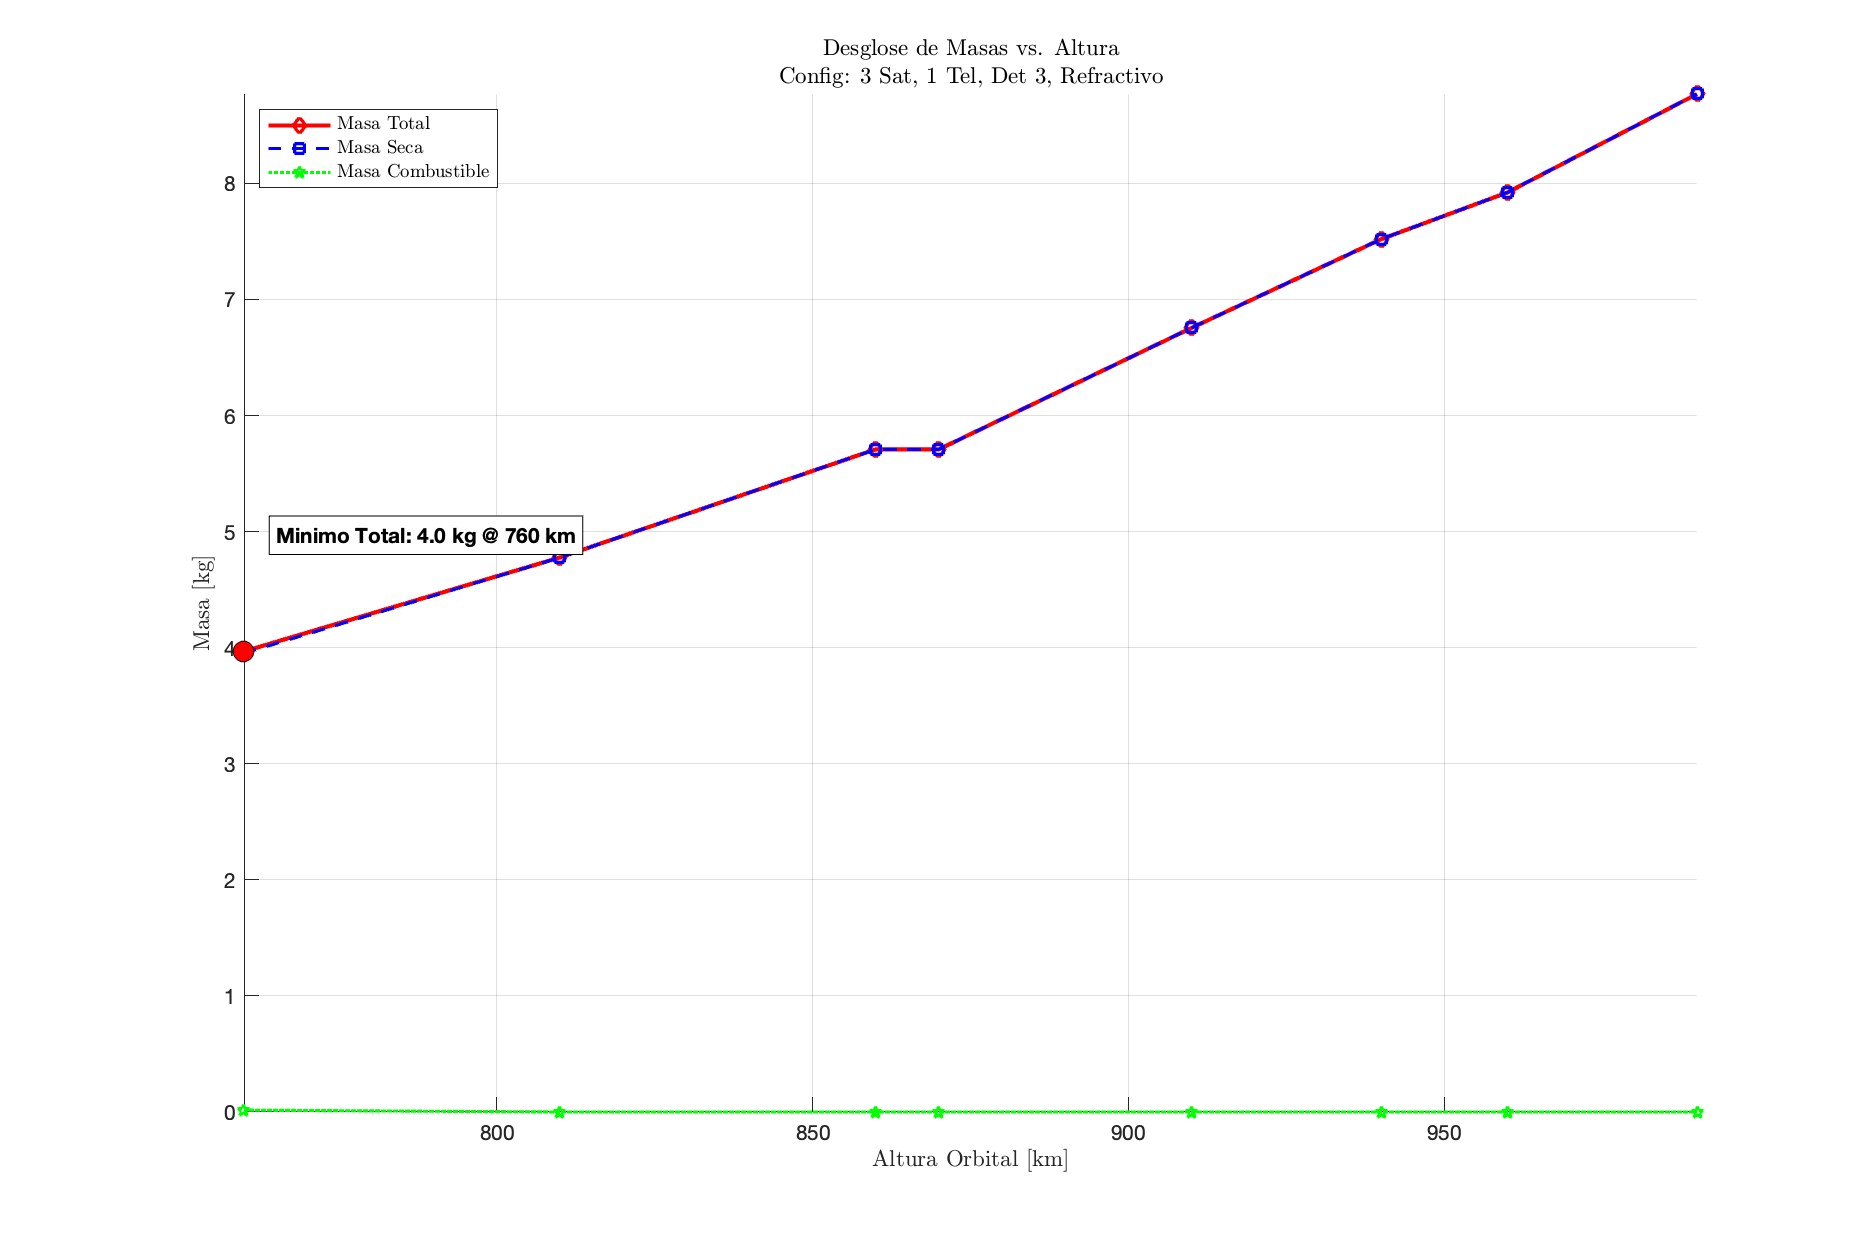 Desglose de Masas vs. Altura
Config: 3 Sat, 1 Tel, Det 3, Refractivo
Masa Total
Masa Seca
Masa Combustible
8
7
6
5
4
3
2
1
0
Minimo Total: 4.0 kg @ 760 km
Masa [kg]
800
850
900
950
Altura Orbital [km]